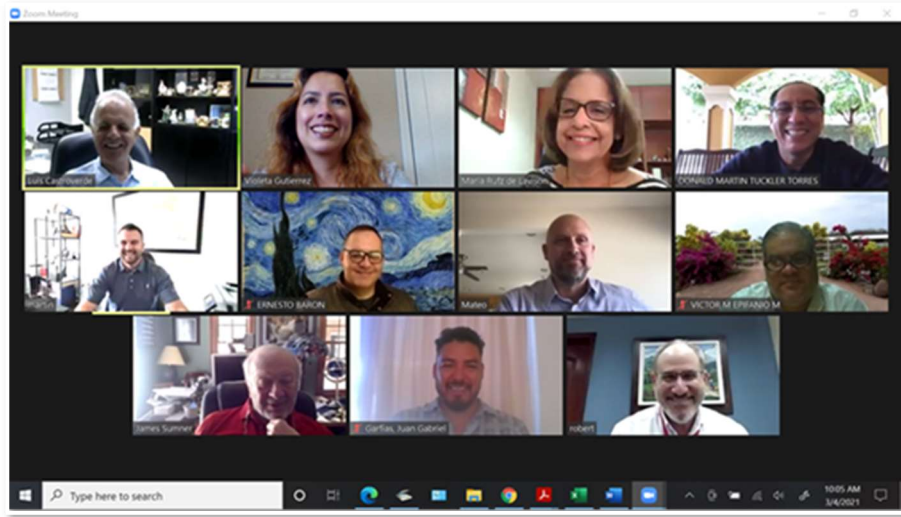 Zoom Meeting
Luis Castroverde
Violeta Gutierrez
DONALD MARTIN TUCKLER TORRES
martin
ERNESTO BARON
Mateo
VICTOR M EPIFANIO M
James Sumner
Garfias, Juan Gabriel
robert
Type here to search
10:05 AM
3/4/2021